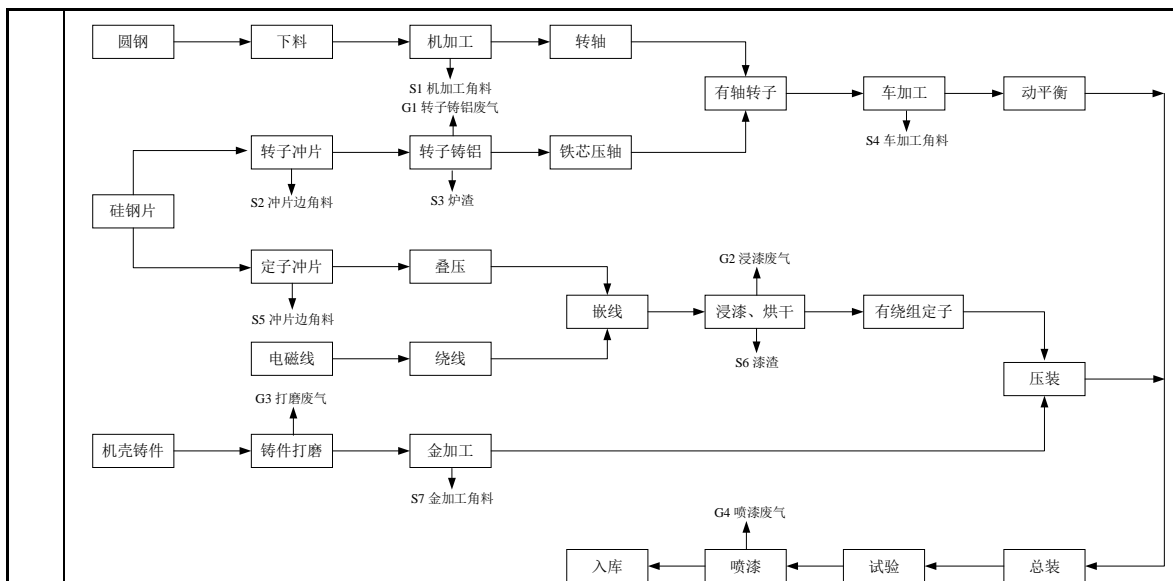 圆钢
下料
机加工
转轴
S1 机加工角料
G1 转子铸铝废气
有轴转子
车加工
动平衡
S4 车加工角料
转子冲片
转子铸铝
铁芯压轴
S2 冲片边角料
S3 炉渣
硅钢片
定子冲片
叠压
G2 浸漆废气
S5 冲片边角料
嵌线
浸漆、烘干
有绕组定子
电磁线
绕线
S6 漆渣
压装
G3 打磨废气
机壳铸件
铸件打磨
金加工
S7 金加工角料
G4 喷漆废气
入库
喷漆
试验
总装